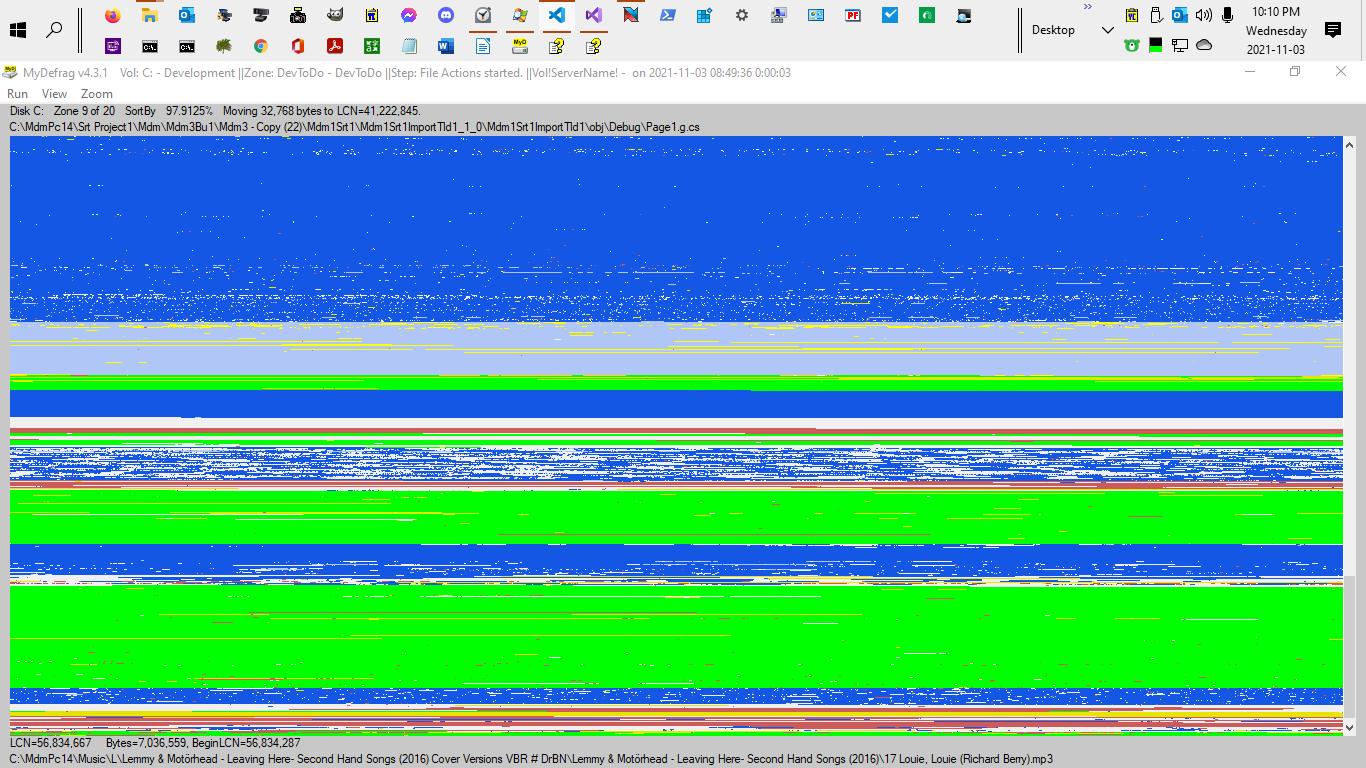 10:10 PM
Desktop
Wednesday
2021-11-03
MyDefrag v4.3.1 Vol: C: - Development ||Zone: DevToDo - DevToDo ||Step: File Actions started. ||Vol!ServerName! - on 2021-11-03 08:49:36 0:00:03
Run View Zoom
Disk C: Zone 9 of 20 SortBy 97.9125% Moving 32,768 bytes to LCN=41,222,845.
C:\MdmPc14\Srt Project1\Mdm\Mdm3Bu1\Mdm3 - Copy (22)\Mdm1Srt1\Mdm1Srt1ImportTld1_1_0\Mdm1Srt1ImportTld1\obj\Debug\Page1.g.cs
LCN=56,834,667 Bytes=7,036,559, BeginLCN=56,834,287
C:\MdmPc14\Music\L\Lemmy & Motörhead - Leaving Here- Second Hand Songs (2016) Cover Versions VBR # DrBN\Lemmy & Motörhead - Leaving Here- Second Hand Songs (2016)\17 Louie, Louie (Richard Berry).mp3